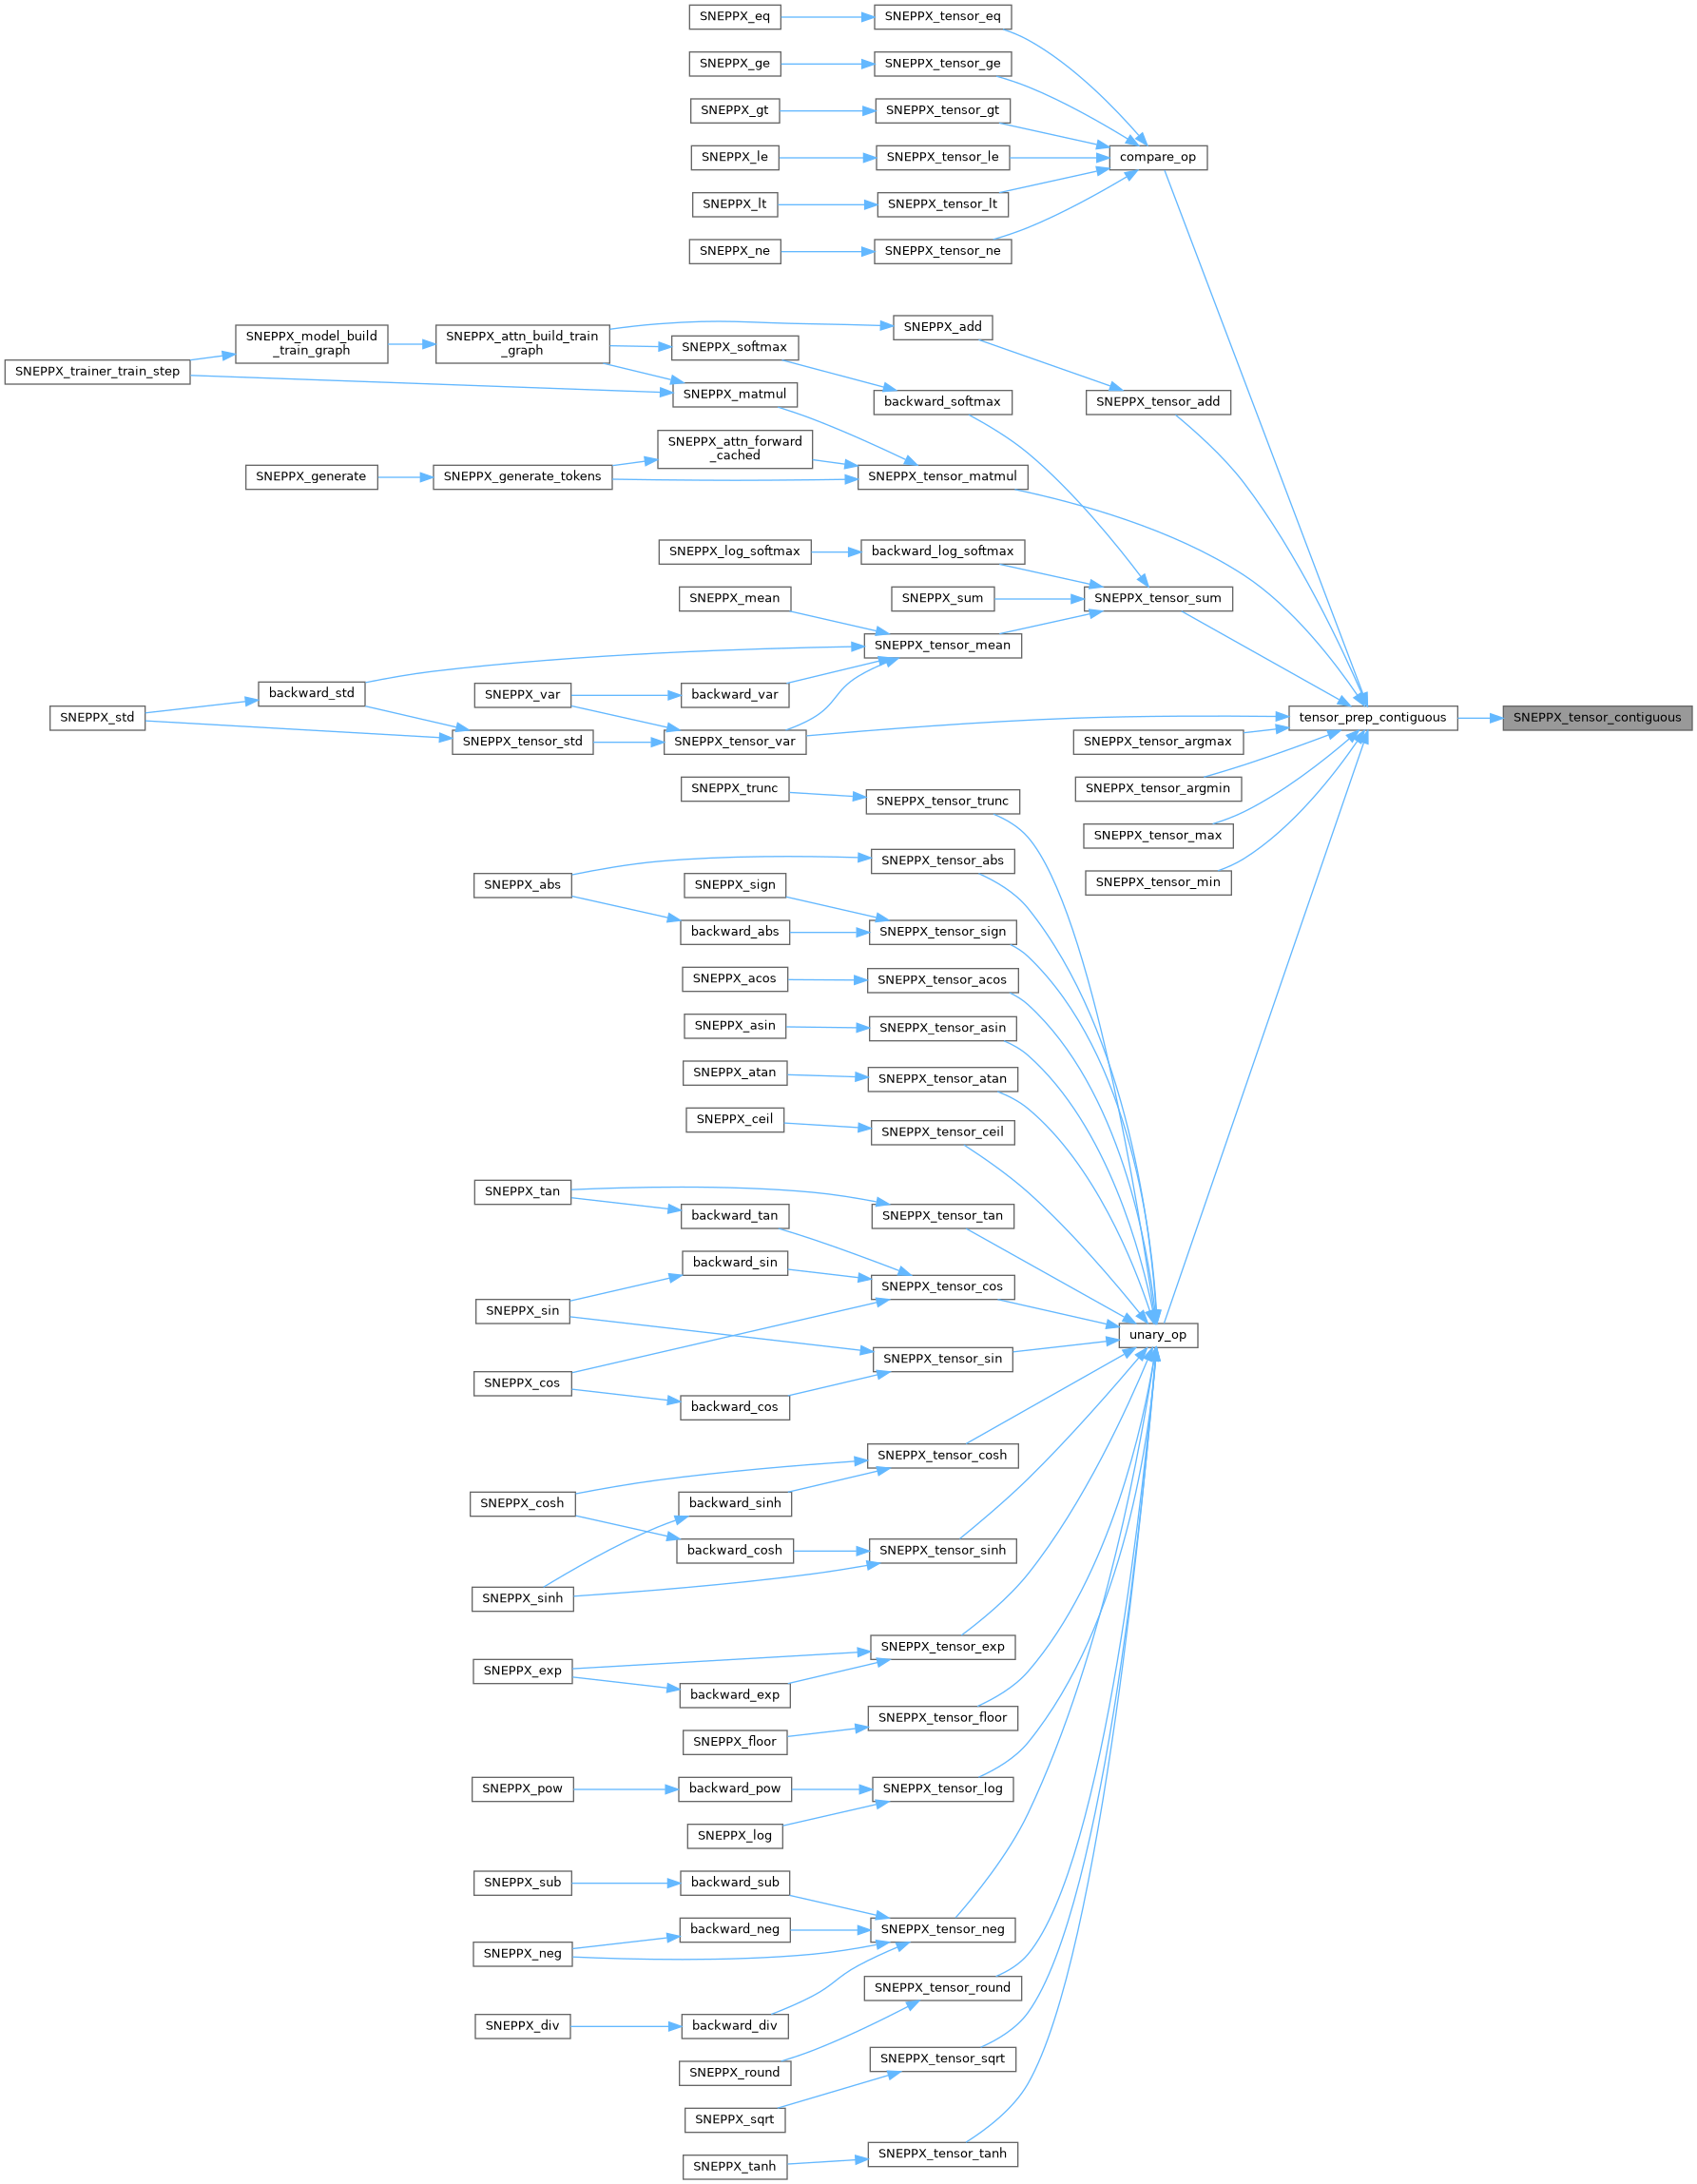 SNEPPX_eq
SNEPPX_tensor_eq
SNEPPX_ge
SNEPPX_tensor_ge
SNEPPX_gt
SNEPPX_tensor_gt
SNEPPX_le
SNEPPX_tensor_le
compare_op
SNEPPX_lt
SNEPPX_tensor_lt
SNEPPX_ne
SNEPPX_tensor_ne
SNEPPX_model_build
_train_graph
SNEPPX_attn_build_train
_graph
SNEPPX_add
SNEPPX_softmax
SNEPPX_trainer_train_step
SNEPPX_matmul
backward_softmax
SNEPPX_tensor_add
SNEPPX_attn_forward
_cached
SNEPPX_generate
SNEPPX_generate_tokens
SNEPPX_tensor_matmul
SNEPPX_log_softmax
backward_log_softmax
SNEPPX_mean
SNEPPX_sum
SNEPPX_tensor_sum
SNEPPX_tensor_mean
backward_std
SNEPPX_var
backward_var
SNEPPX_std
tensor_prep_contiguous
SNEPPX_tensor_contiguous
SNEPPX_tensor_std
SNEPPX_tensor_var
SNEPPX_tensor_argmax
SNEPPX_trunc
SNEPPX_tensor_trunc
SNEPPX_tensor_argmin
SNEPPX_tensor_max
SNEPPX_tensor_abs
SNEPPX_abs
SNEPPX_sign
SNEPPX_tensor_min
backward_abs
SNEPPX_tensor_sign
SNEPPX_acos
SNEPPX_tensor_acos
SNEPPX_asin
SNEPPX_tensor_asin
SNEPPX_atan
SNEPPX_tensor_atan
SNEPPX_ceil
SNEPPX_tensor_ceil
SNEPPX_tan
backward_tan
SNEPPX_tensor_tan
backward_sin
SNEPPX_tensor_cos
SNEPPX_sin
unary_op
SNEPPX_tensor_sin
SNEPPX_cos
backward_cos
SNEPPX_tensor_cosh
SNEPPX_cosh
backward_sinh
backward_cosh
SNEPPX_tensor_sinh
SNEPPX_sinh
SNEPPX_tensor_exp
SNEPPX_exp
backward_exp
SNEPPX_tensor_floor
SNEPPX_floor
SNEPPX_pow
backward_pow
SNEPPX_tensor_log
SNEPPX_log
SNEPPX_sub
backward_sub
backward_neg
SNEPPX_tensor_neg
SNEPPX_neg
SNEPPX_tensor_round
SNEPPX_div
backward_div
SNEPPX_tensor_sqrt
SNEPPX_round
SNEPPX_sqrt
SNEPPX_tensor_tanh
SNEPPX_tanh